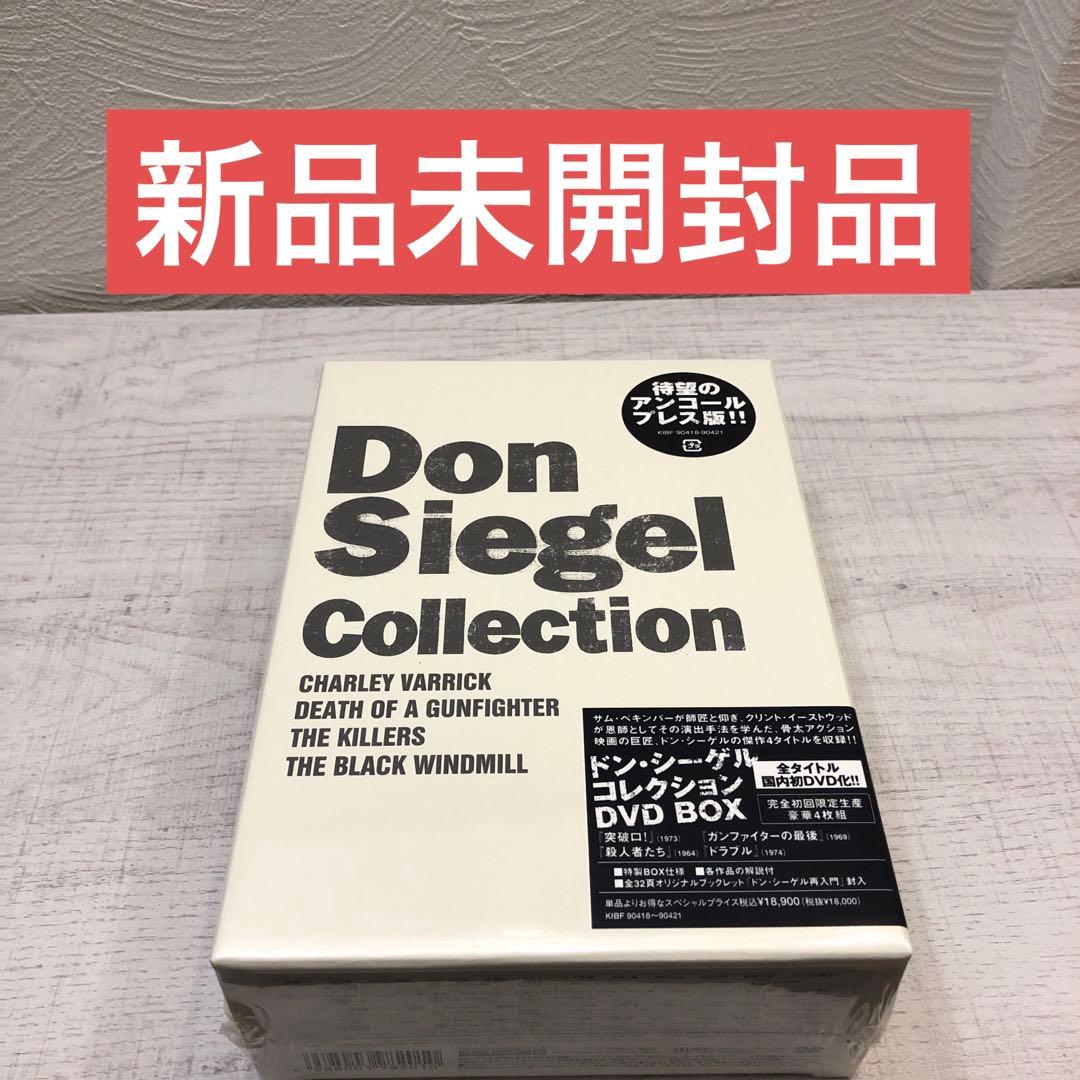 新品未開封品
待望の
アンコール
プレス版!!
KIBF 90418-90421
Don
Siegel
Collection
CHARLEY VARRICK
DEATH OF A GUNFIGHTER
THE KILLERS
THE BLACK WINDMILL
サム・ペキンパーが師匠と仰ぎ、クリント・イーストウッド
が恩師としてその演出手法を学んだ、骨太アクション
映画の巨匠、ドン・シーゲルの傑作4タイトルを収録!!
ドン・シーゲル
コレクション
DVD BOX
全タイトル
国内初DVD化!!
完全初回限定生産
豪華4枚組
『突破口!』(1973) 『ガンファイターの最後』(1969)
『殺人者たち』(1964) 『ドラブル』(1974)
■特製BOX仕様 ■各作品の解説付
■全32頁オリジナルブックレット「ドン・シーゲル再入門」封入
単品よりお得なスペシャルプライス税込¥18,900(税抜¥18,000)
KIBF 90418〜90421
KING RECORDS